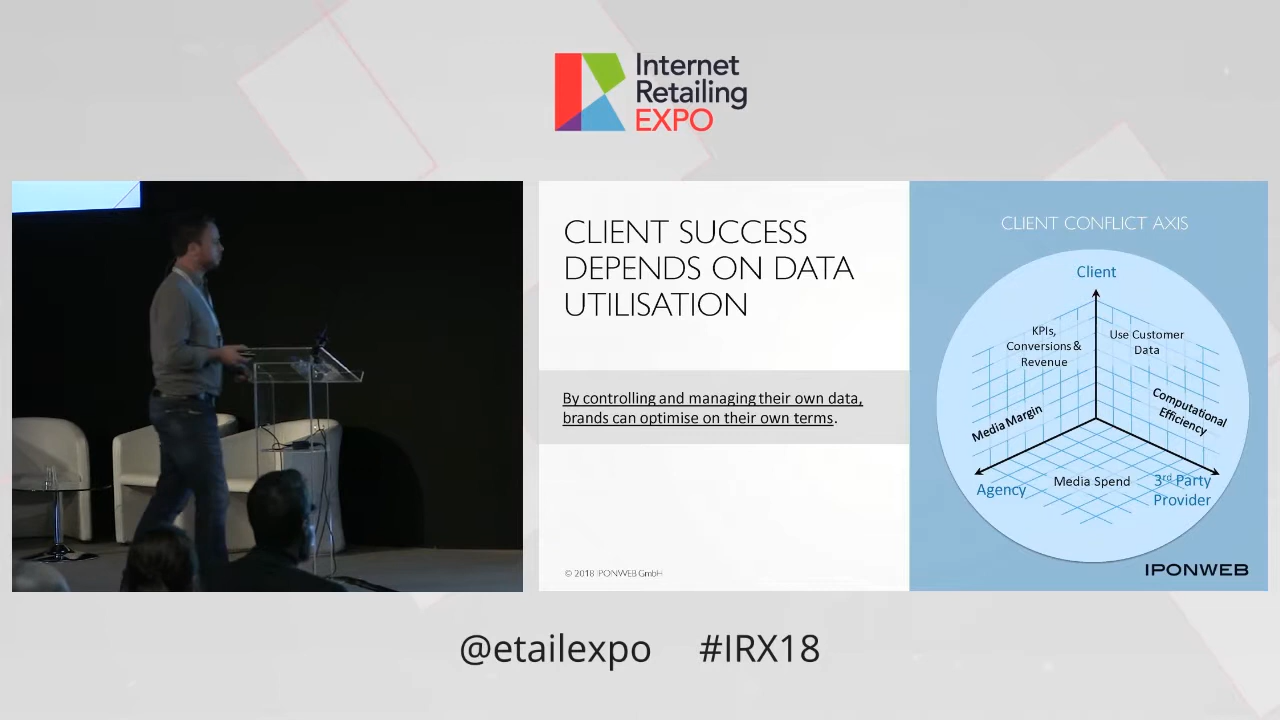 Internet
Retailing
EXPO
CLIENT SUCCESS
DEPENDS ON DATA
UTILISATION
By controlling and managing their own data,
brands can optimise on their own terms.
© 2018 IPONWEB GmbH
CLIENT CONFLICT AXIS
Client
KPIs,
Conversions &
Revenue
Use Customer
Data
Media Margin
Computational
Efficiency
Agency
Media Spend
3rd Party
Provider
IPONWEB
@etailexpo #IRX18